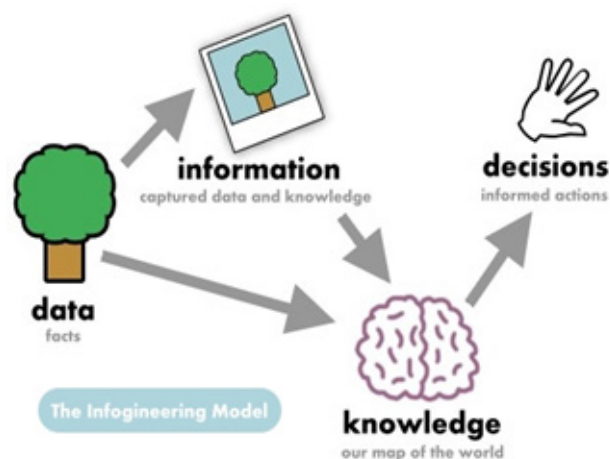 information
captured data and knowledge
decisions
informed actions
data
facts
The Infogineering Model
knowledge
our map of the world